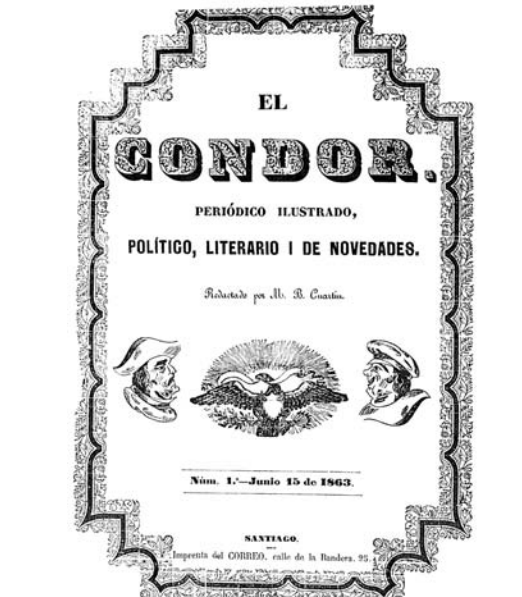 EL
CONDOR.
PERIÓDICO ILUSTRADO,
POLÍTICO, LITERARIO I DE NOVEDADES.
Redactado por M. B. Cuartin.
Núm. 1.º—Junio 15 de 1863.
SANTIAGO.
Imprenta del CORREO, calle de la Bandera, 25.